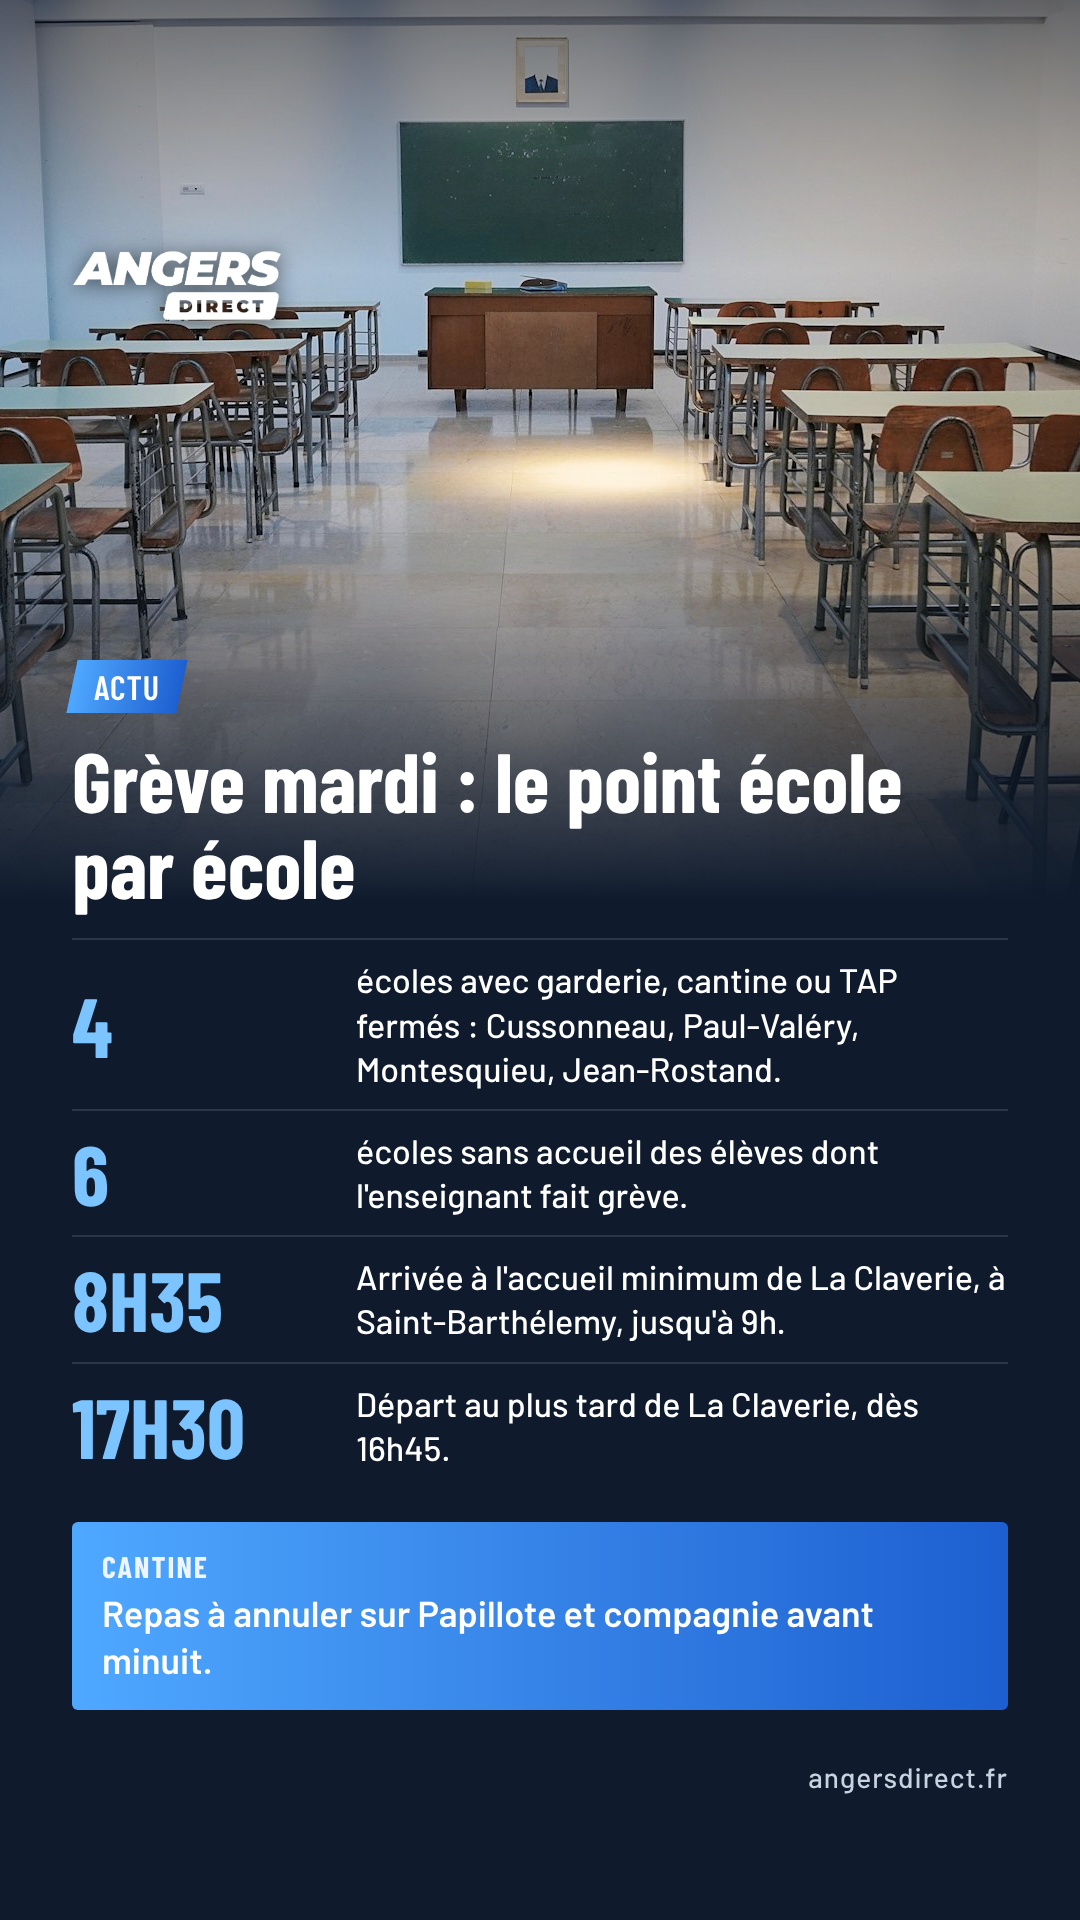 ANGERS
DIRECT
ACTU
Grève mardi : le point école
par école
4
écoles avec garderie, cantine ou TAP
fermés : Cussonneau, Paul-Valéry,
Montesquieu, Jean-Rostand.
6
écoles sans accueil des élèves dont
l'enseignant fait grève.
8H35
Arrivée à l'accueil minimum de La Claverie, à
Saint-Barthélemy, jusqu'à 9h.
17H30
Départ au plus tard de La Claverie, dès
16h45.
CANTINE
Repas à annuler sur Papillote et compagnie avant
minuit.
angersdirect.fr